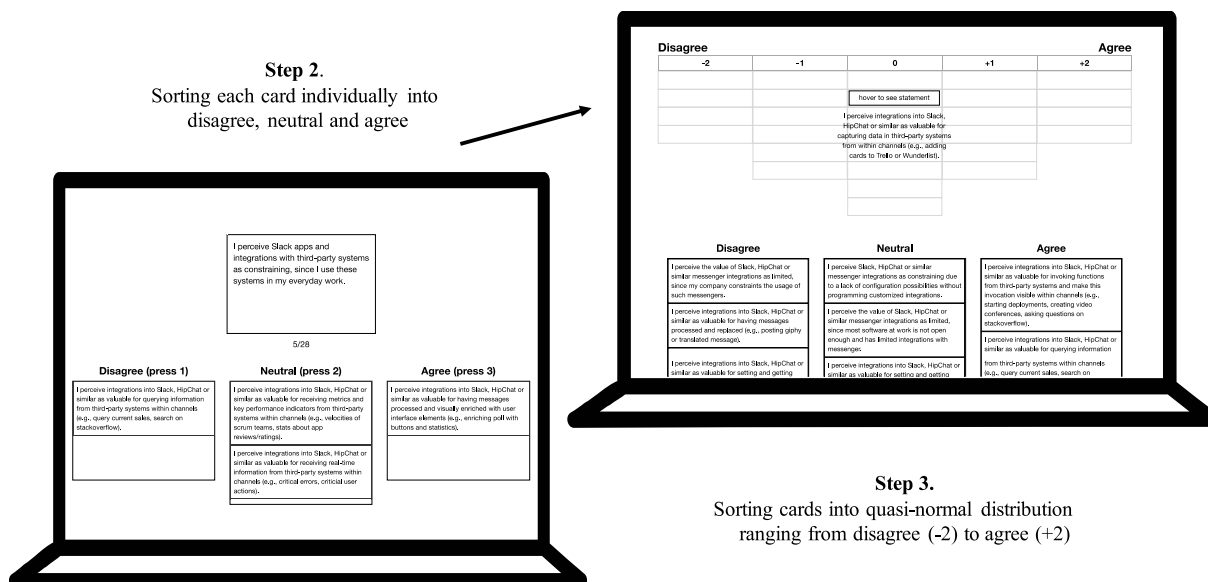 Step 2.
Sorting each card individually into
disagree, neutral and agree
I perceive Slack apps and
integrations with third-party systems
as constraining, since I use these
systems in my everyday work.
5/28
Disagree (press 1)
I perceive integrations into Slack, HipChat or
similar as valuable for querying information
from third-party systems within channels
(e.g., query current sales, search on
stackoverflow).
Neutral (press 2)
I perceive integrations into Slack, HipChat or
similar as valuable for receiving metrics and
key performance indicators from third-party
systems within channels (e.g., velocities of
scrum teams, stats about app
reviews/ratings).
I perceive integrations into Slack, HipChat or
similar as valuable for receiving real-time
information from third-party systems within
channels (e.g., critical errors, criticial user
actions).
Agree (press 3)
I perceive integrations into Slack, HipChat or
similar as valuable for having messages
processed and visually enriched with user
interface elements (e.g., enriching poll with
buttons and statistics).
Disagree Agree
-2 -1 0 +1 +2
hover to see statement
I perceive integrations into Slack,
HipChat or similar as valuable for
capturing data in third-party systems
from within channels (e.g., adding
cards to Trello or Wunderlist).
Disagree
I perceive the value of Slack, HipChat or
similar messenger integrations as limited,
since my company constraints the usage of
such messengers.
I perceive integrations into Slack, HipChat or
similar as valuable for having messages
processed and replaced (e.g., posting giphy
or translated message).
I perceive integrations into Slack, HipChat or
similar as valuable for setting and getting
Neutral
I perceive Slack, HipChat or similar
messenger integrations as constraining due
to a lack of configuration possibilities without
programming customized integrations.
I perceive the value of Slack, HipChat or
similar messenger integrations as limited,
since most software at work is not open
enough and has limited integrations with
messenger.
I perceive integrations into Slack, HipChat or
similar as valuable for setting and getting
Agree
I perceive integrations into Slack, HipChat or
similar as valuable for invoking functions
from third-party systems and make this
invocation visible within channels (e.g.,
starting deployments, creating video
conferences, asking questions on
stackoverflow).
I perceive integrations into Slack, HipChat or
similar as valuable for querying information
from third-party systems within channels
(e.g., query current sales, search on
Step 3.
Sorting cards into quasi-normal distribution
ranging from disagree (-2) to agree (+2)